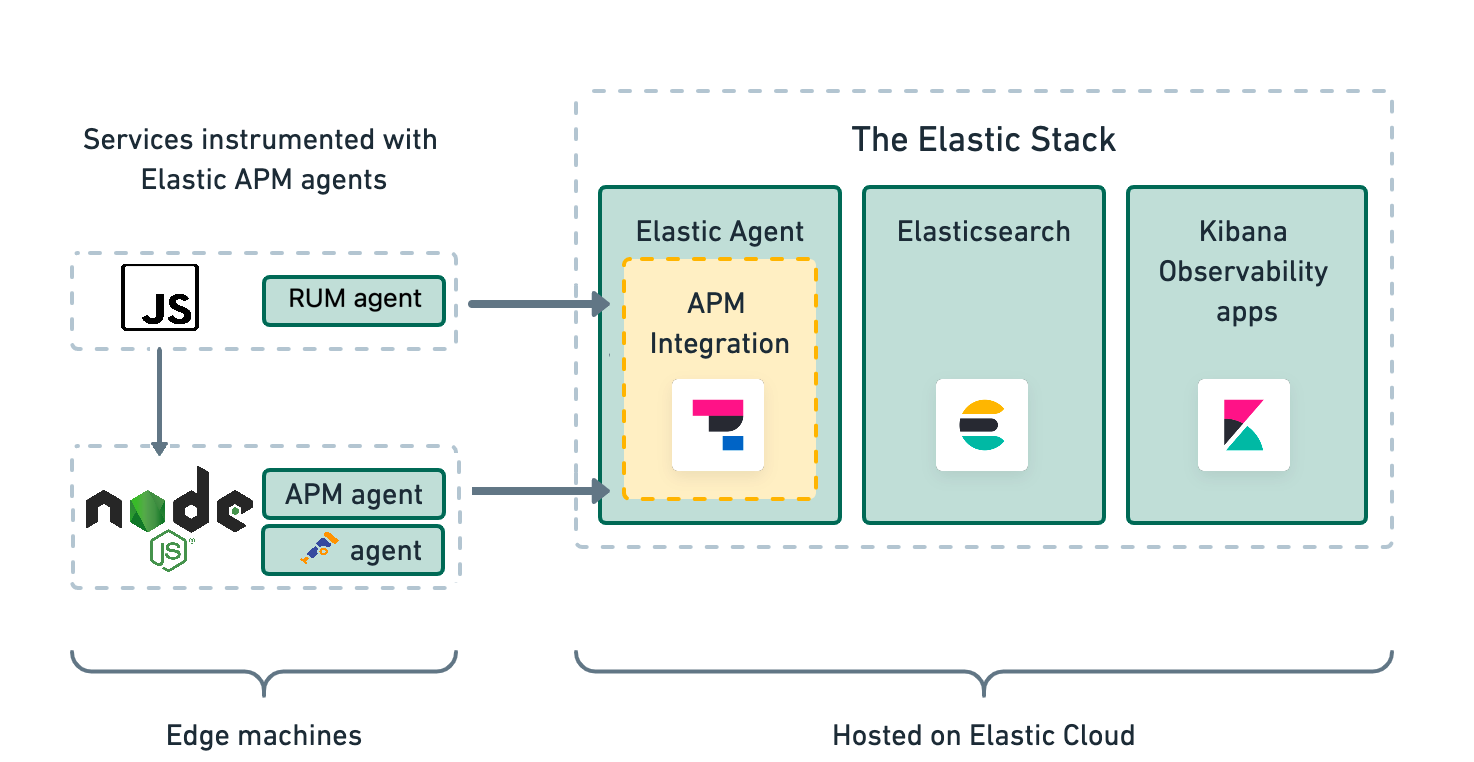 The Elastic Stack
Services instrumented with
Elastic APM agents
JS
RUM agent
node
JS
®
APM agent
agent
Elastic Agent
APM
Integration
Elasticsearch
Kibana
Observability
apps
Edge machines
Hosted on Elastic Cloud